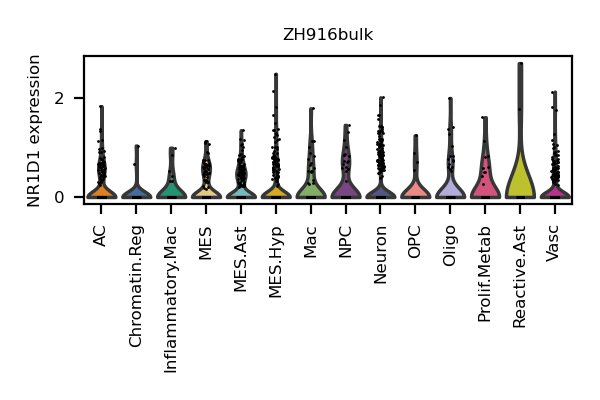 ZH916bulk
NR1D1 expression
2
0
AC
Chromatin.Reg
Inflammatory.Mac
MES
MES.Ast
MES.Hyp
Mac
NPC
Neuron
OPC
Oligo
Prolif.Metab
Reactive.Ast
Vasc